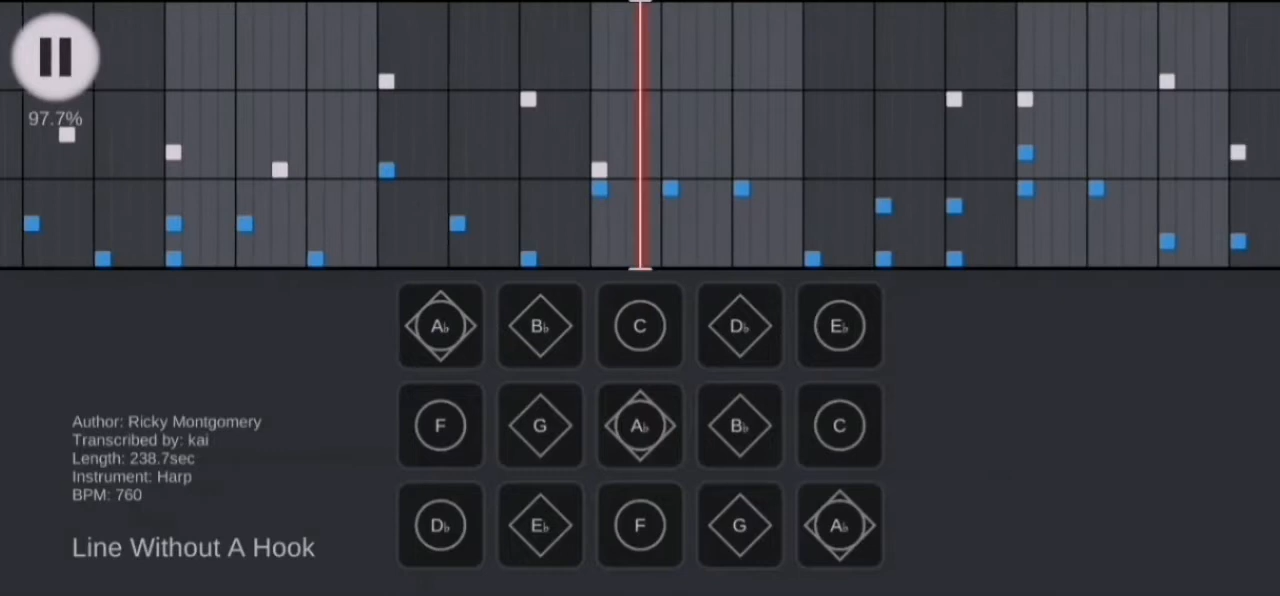 97.7%
A♭ B♭ C D♭ E♭
F G A♭ B♭ C
D♭ E♭ F G A♭
Author: Ricky Montgomery
Transcribed by: kai
Length: 238.7sec
Instrument: Harp
BPM: 760
Line Without A Hook